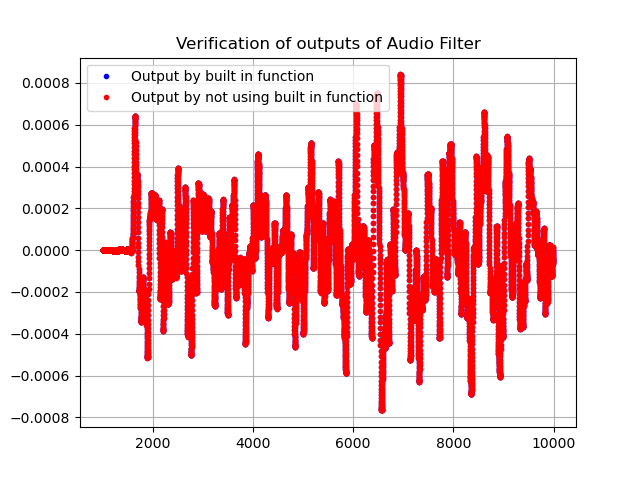 Verification of outputs of Audio Filter
Output by built in function
Output by not using built in function
0.0008
0.0006
0.0004
0.0002
0.0000
−0.0002
−0.0004
−0.0006
−0.0008
2000 4000 6000 8000 10000